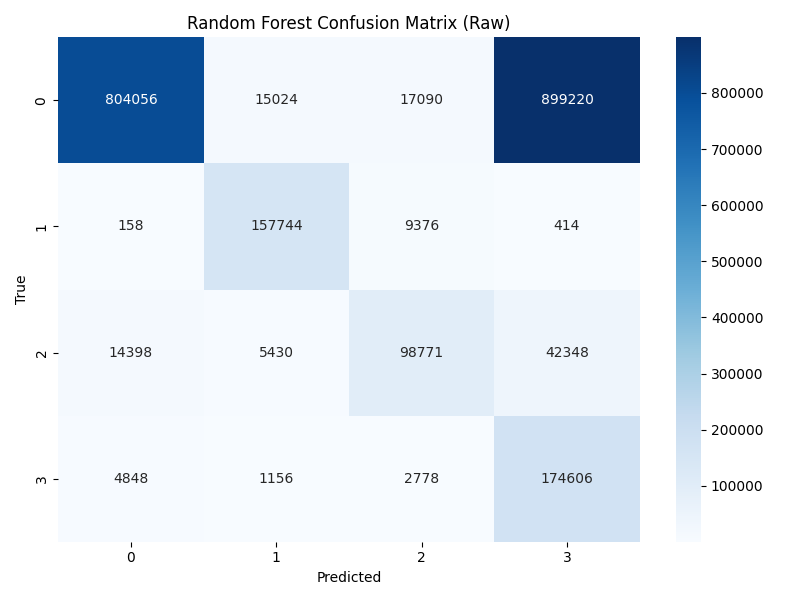 Random Forest Confusion Matrix (Raw)
0 804056 15024 17090 899220
1 158 157744 9376 414
2 14398 5430 98771 42348
3 4848 1156 2778 174606
0 1 2 3
Predicted
True
800000
700000
600000
500000
400000
300000
200000
100000